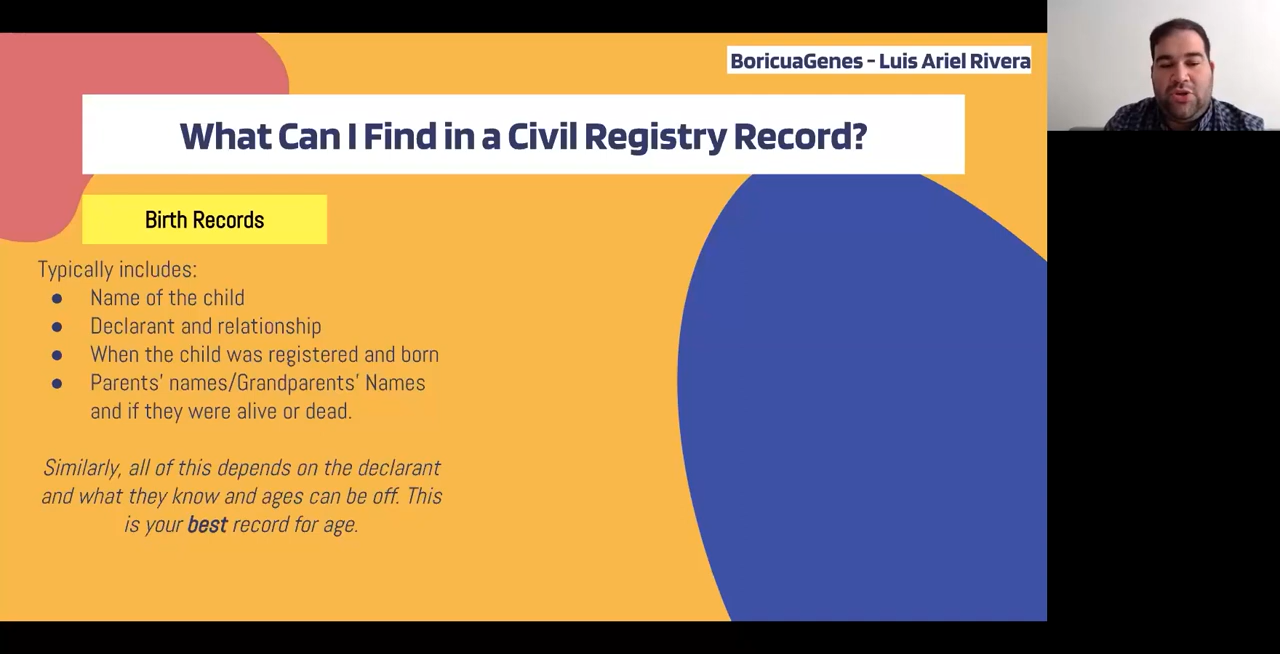 BoricuaGenes - Luis Ariel Rivera
What Can I Find in a Civil Registry Record?
Birth Records
Typically includes:
● Name of the child
● Declarant and relationship
● When the child was registered and born
● Parents' names/Grandparents' Names
and if they were alive or dead.
Similarly, all of this depends on the declarant
and what they know and ages can be off. This
is your best record for age.